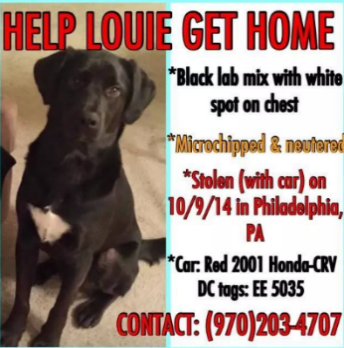 HELP LOUIE GET HOME
*Black lab mix with white
spot on chest
*Microchipped & neutered
*Stolen (with car) on
10/9/14 in Philadelphia,
PA
*Car: Red 2001 Honda-CRV
DC tags: EE 5035
CONTACT: (970)203-4707